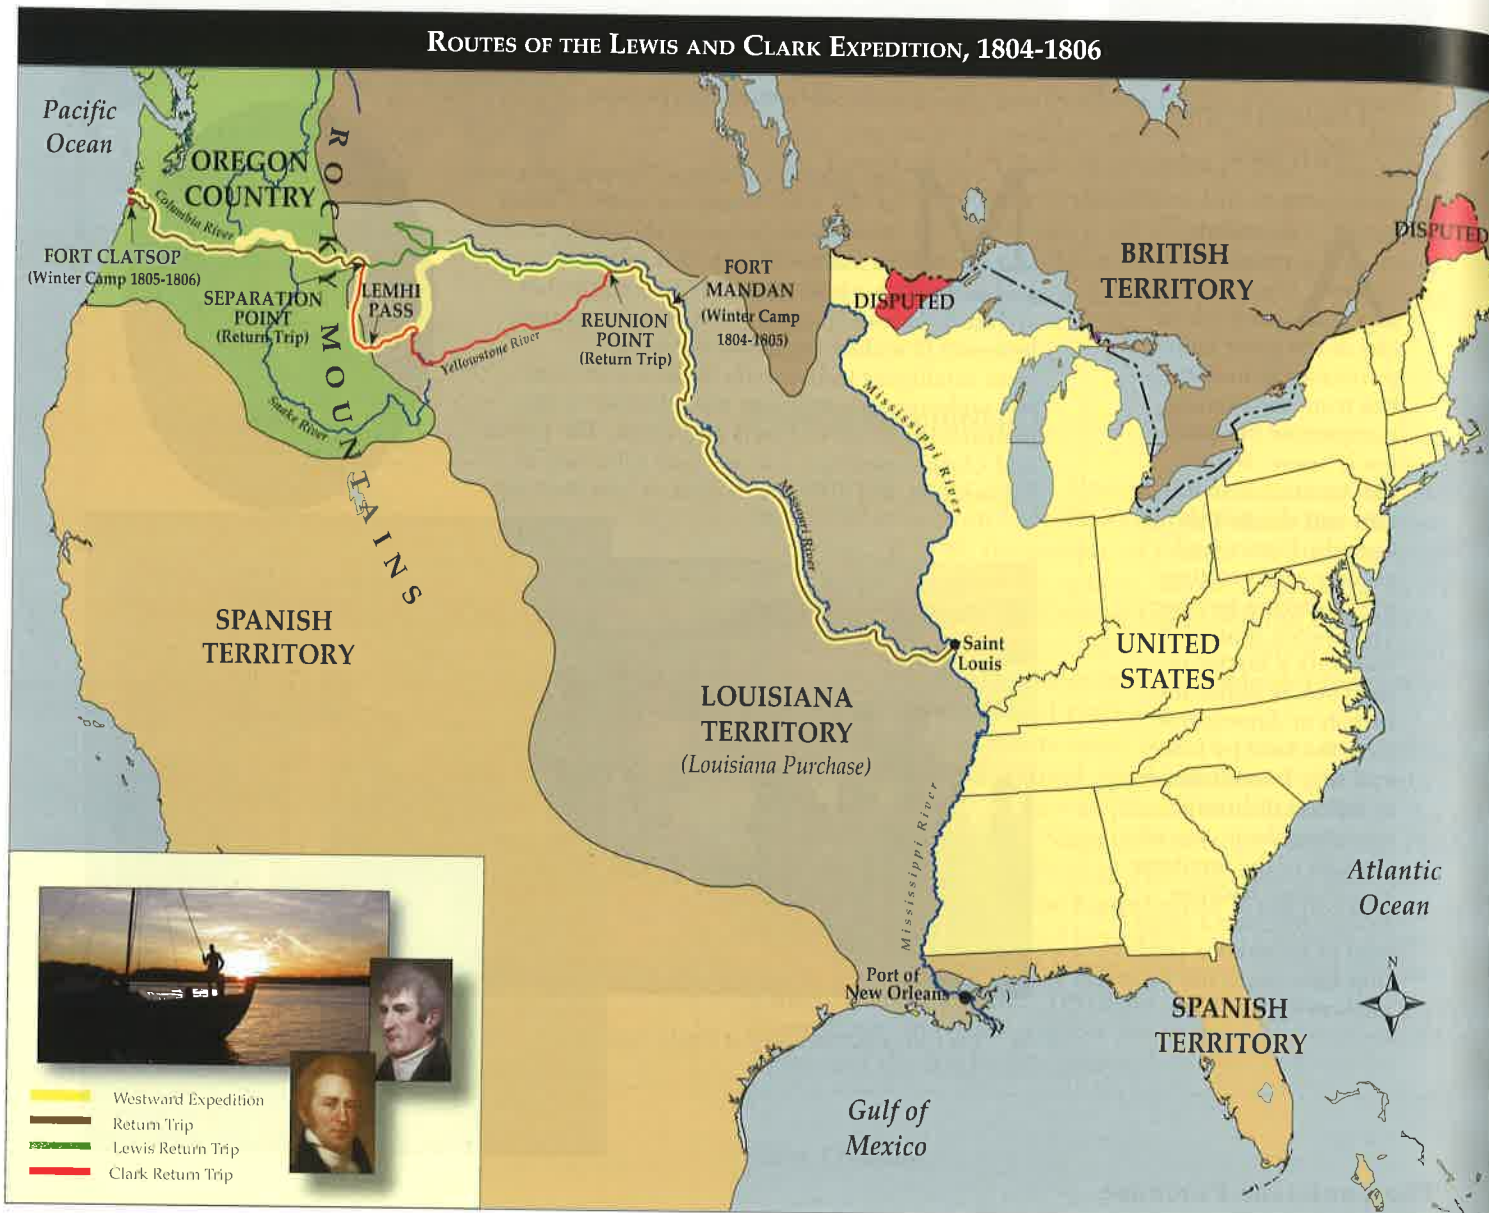 ROUTES OF THE LEWIS AND CLARK EXPEDITION, 1804-1806
Pacific
Ocean
OREGON
COUNTRY
ROCKY MOUNTAINS
Columbia River
FORT CLATSOP
(Winter Camp 1805-1806)
SEPARATION
POINT
(Return Trip)
LEMHI
PASS
Snake River
Yellowstone River
REUNION
POINT
(Return Trip)
FORT
MANDAN
(Winter Camp
1804-1805)
DISPUTED
BRITISH
TERRITORY
DISPUTED
Mississippi River
Missouri River
SPANISH
TERRITORY
Saint
Louis
UNITED
STATES
LOUISIANA
TERRITORY
(Louisiana Purchase)
Mississippi River
Atlantic
Ocean
N
Port of
New Orleans
SPANISH
TERRITORY
Gulf of
Mexico
Westward Expedition
Return Trip
Lewis Return Trip
Clark Return Trip